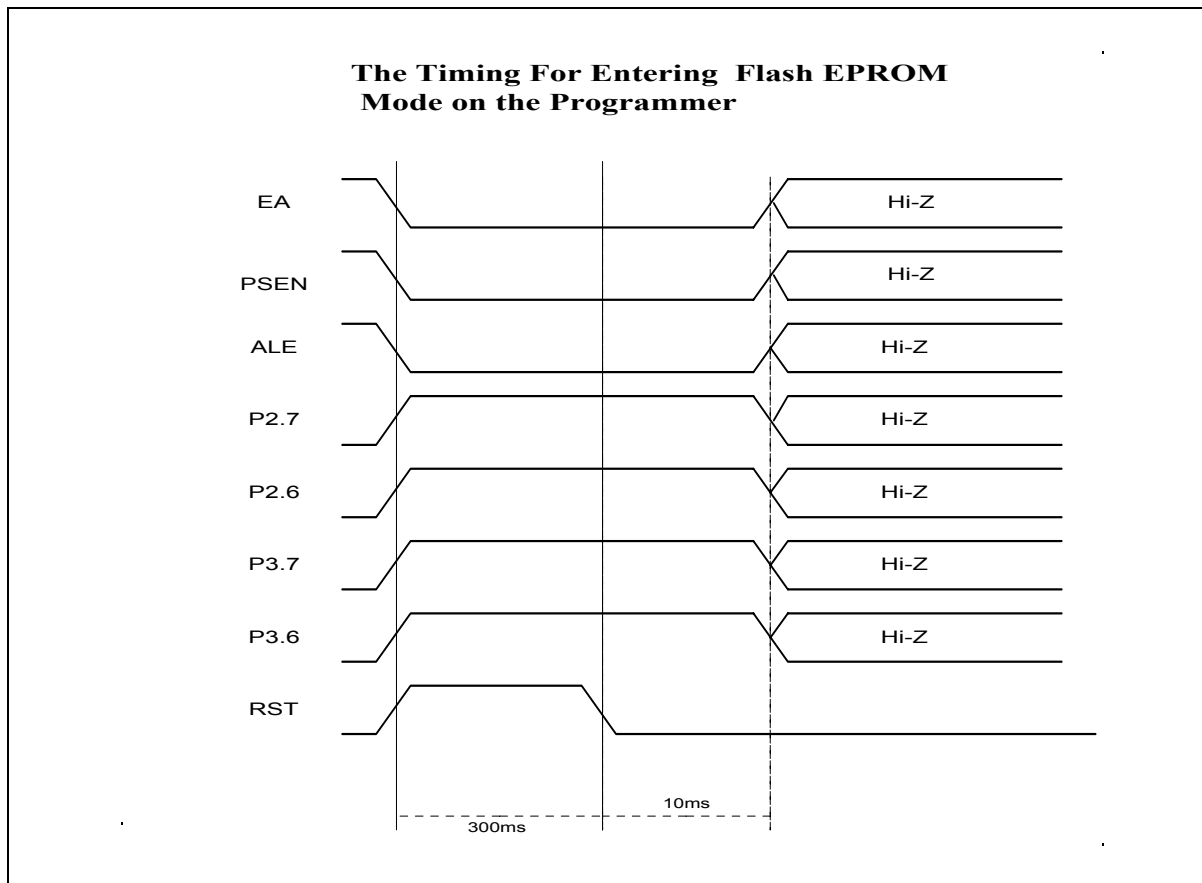 The Timing For Entering Flash EPROM
Mode on the Programmer
EA
Hi-Z
PSEN
Hi-Z
ALE
Hi-Z
P2.7
Hi-Z
P2.6
Hi-Z
P3.7
Hi-Z
P3.6
Hi-Z
RST
10ms
300ms